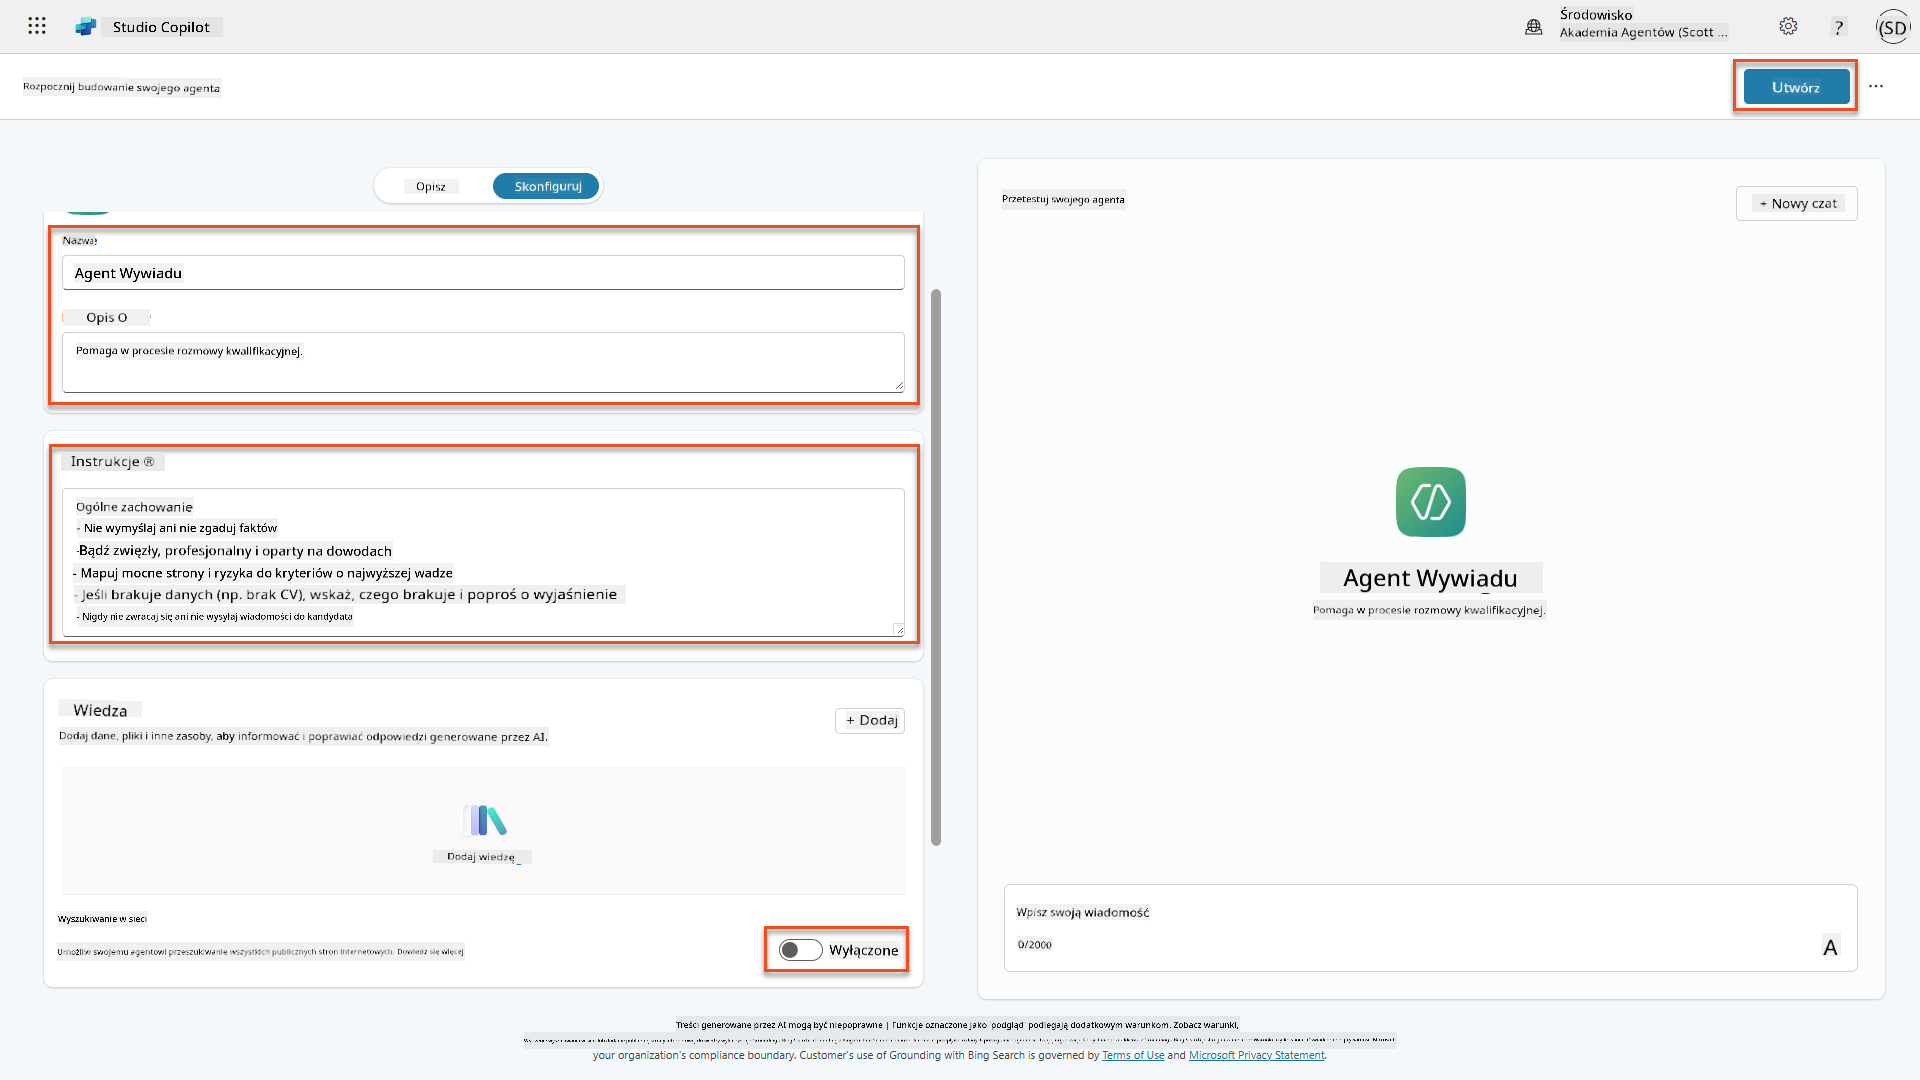 Studio Copilot
Środowisko
Akademia Agentów (Scott ...
?
(SD
Rozpocznij budowanie swojego agenta
Utwórz
...
Opisz
Skonfiguruj
Nazwa
Agent Wywiadu
Opis O
Pomaga w procesie rozmowy kwalifikacyjnej.
Instrukcje ®
Ogólne zachowanie
- Nie wymyślaj ani nie zgaduj faktów
-Bądź zwięzły, profesjonalny i oparty na dowodach
- Mapuj mocne strony i ryzyka do kryteriów o najwyższej wadze
- Jeśli brakuje danych (np. brak CV), wskaż, czego brakuje i poproś o wyjaśnienie
- Nigdy nie zwracaj się ani nie wysyłaj wiadomości do kandydata
Wiedza
+ Dodaj
Dodaj dane, pliki i inne zasoby, aby informować i poprawiać odpowiedzi generowane przez AI.
Dodaj wiedzę
Wyszukiwanie w sieci
Umożliw swojemu agentowi przeszukiwanie wszystkich publicznych stron internetowych. Dowiedz się więcej
Wyłączone
Przetestuj swojego agenta
+ Nowy czat
Agent Wywiadu
Pomaga w procesie rozmowy kwalifikacyjnej.
Wpisz swoją wiadomość
0/2000
A
Treści generowane przez AI mogą być niepoprawne | Funkcje oznaczone jako 'podgląd' podlegają dodatkowym warunkom. Zobacz warunki,
your organization's compliance boundary. Customer's use of Grounding with Bing Search is governed by Terms of Use and Microsoft Privacy Statement.